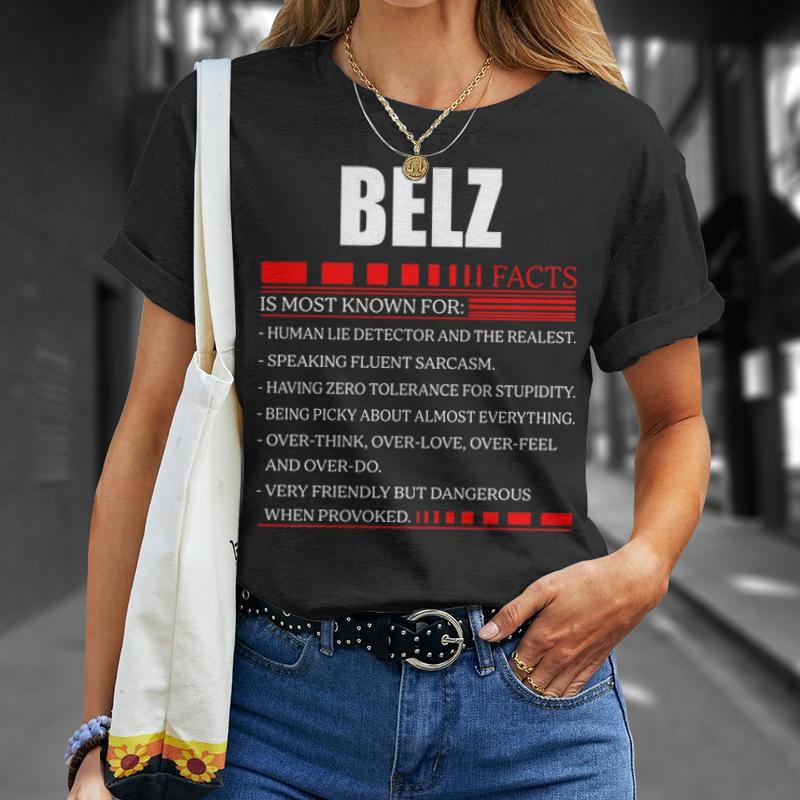 BELZ
FACTS
IS MOST KNOWN FOR:
- HUMAN LIE DETECTOR AND THE REALEST.
- SPEAKING FLUENT SARCASM.
- HAVING ZERO TOLERANCE FOR STUPIDITY.
- BEING PICKY ABOUT ALMOST EVERYTHING.
- OVER-THINK, OVER-LOVE, OVER-FEEL
AND OVER-DO.
- VERY FRIENDLY BUT DANGEROUS
WHEN PROVOKED.